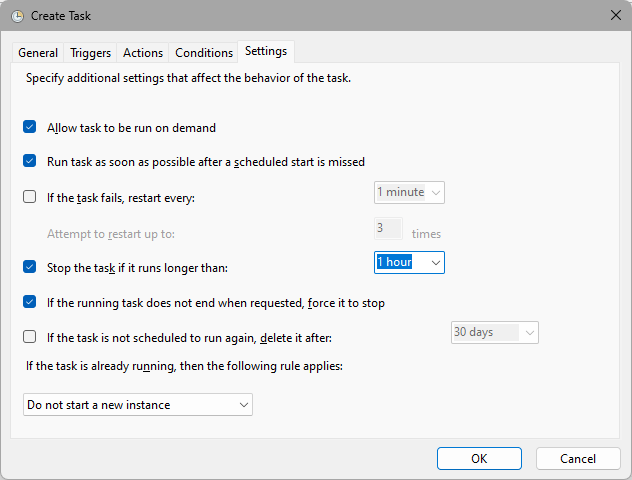 Create Task
General Triggers Actions Conditions Settings
Specify additional settings that affect the behavior of the task.
Allow task to be run on demand
Run task as soon as possible after a scheduled start is missed
If the task fails, restart every: 1 minute
Attempt to restart up to: 3 times
Stop the task if it runs longer than: 1 hour
If the running task does not end when requested, force it to stop
If the task is not scheduled to run again, delete it after: 30 days
If the task is already running, then the following rule applies:
Do not start a new instance
OK Cancel